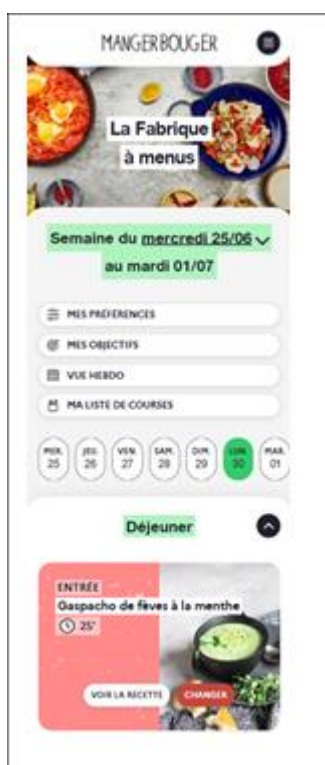 MANGERBOUGER
La Fabrique
à menus
Semaine du mercredi 25/06
au mardi 01/07
MES PRÉFÉRENCES
MES OBJECTIFS
VUE HEBDO
MA LISTE DE COURSES
MER. JEU. VEN. SAM. DIM. LUN. MAR.
25 26 27 28 29 30 01
Déjeuner
ENTRÉE
Gaspacho de fèves à la menthe
25'
VOIR LA RECETTE CHANGER